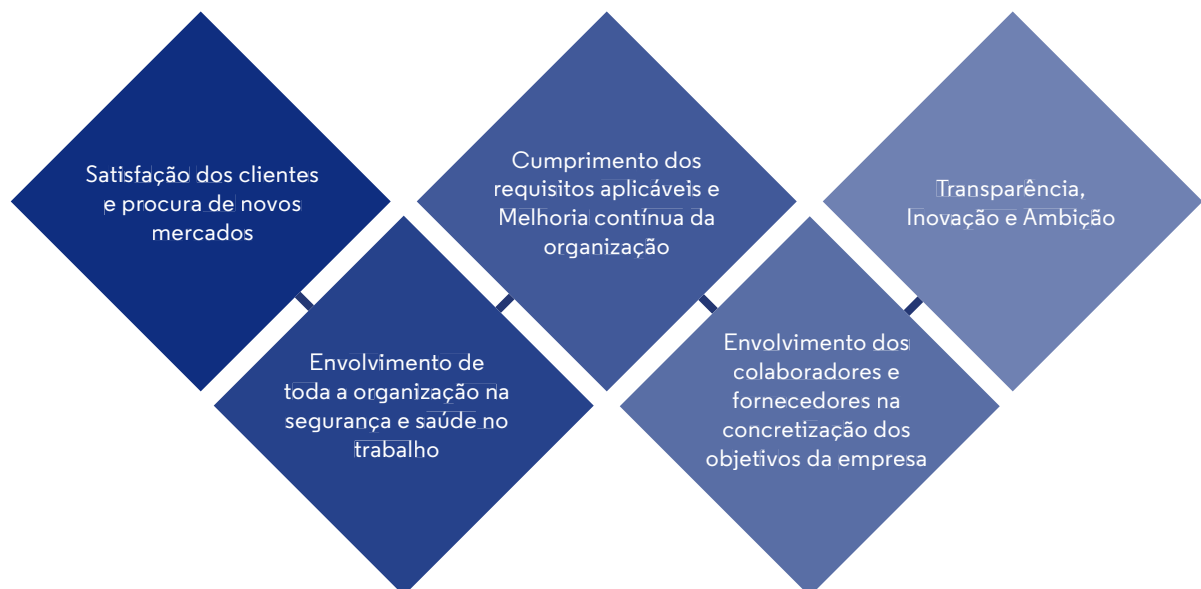 Satisfação dos clientes
e procura de novos
mercados
Envolvimento de
toda a organização na
segurança e saúde no
trabalho
Cumprimento dos
requisitos aplicáveis e
Melhoria contínua da
organização
Envolvimento dos
colaboradores e
fornecedores na
concretização dos
objetivos da empresa
Transparência,
Inovação e Ambição